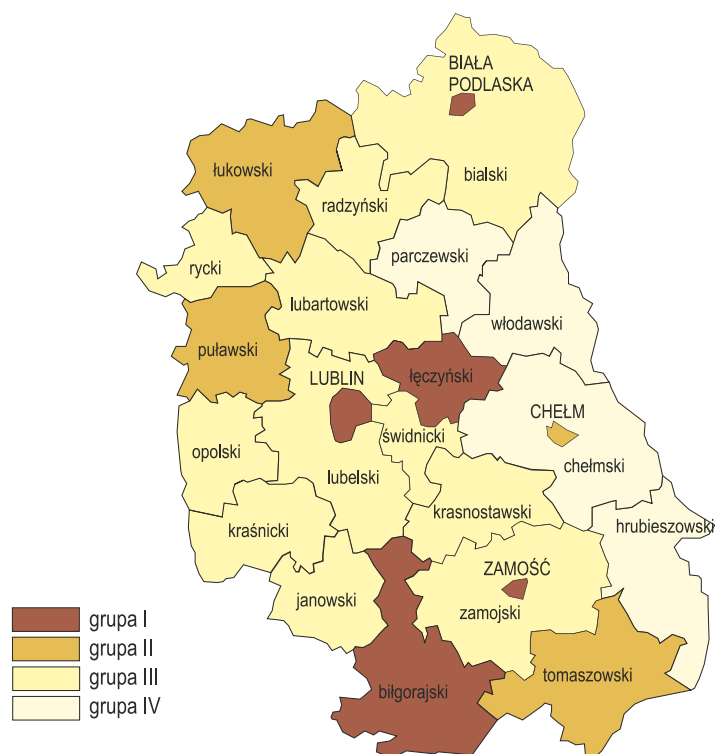 BIAŁA
PODLASKA
łukowski
bialski
radzyński
parczewski
rycki
lubartowski
włodawski
puławski
LUBLIN
łęczyński
CHEŁM
świdnicki
opolski
chełmski
lubelski
krasnostawski
hrubieszowski
kraśnicki
ZAMOŚĆ
janowski
zamojski
grupa I
grupa II
tomaszowski
grupa III
biłgorajski
grupa IV